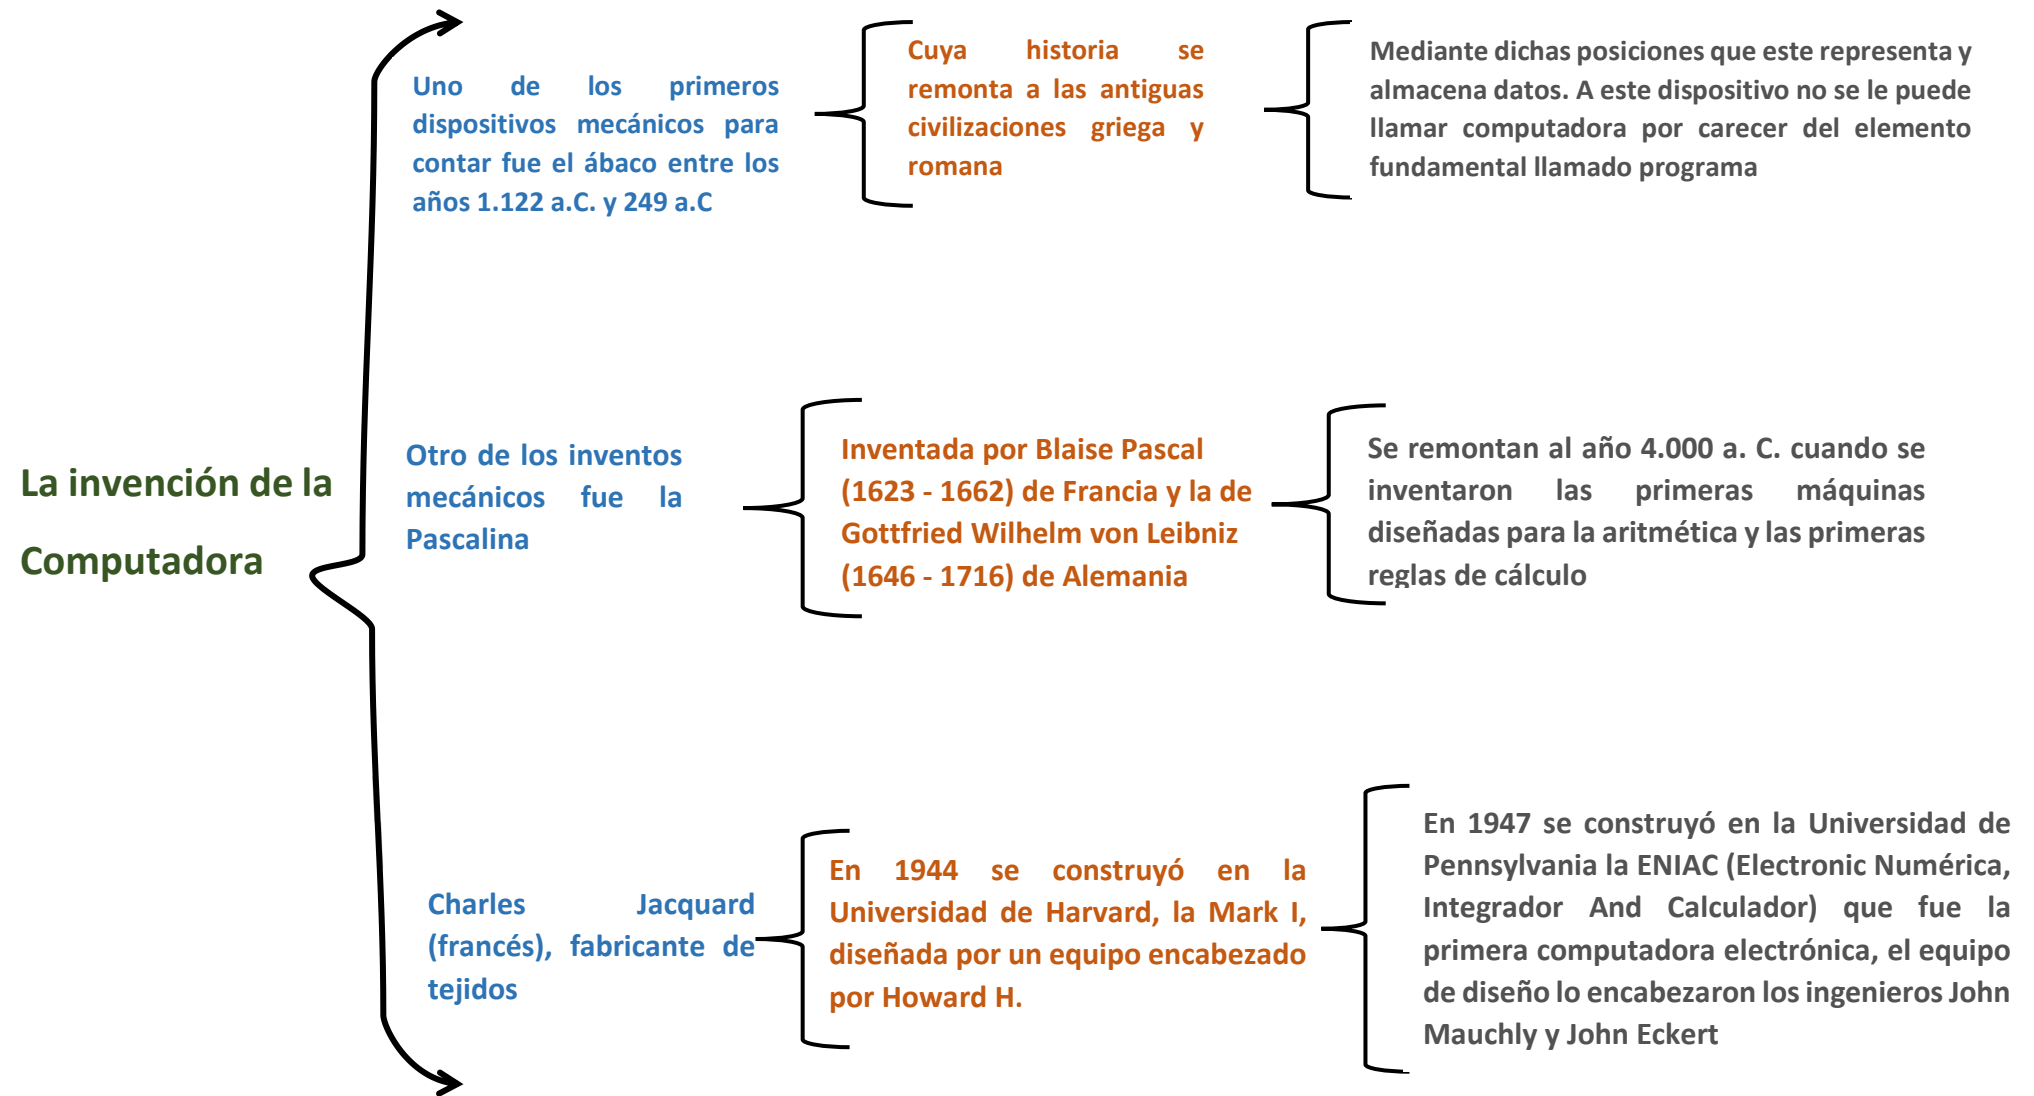 La invención de la
Computadora
Uno de los primeros
dispositivos mecánicos para
contar fue el ábaco entre los
años 1.122 a.C. y 249 a.C
Cuya historia se
remonta a las antiguas
civilizaciones griega y
romana
Mediante dichas posiciones que este representa y
almacena datos. A este dispositivo no se le puede
llamar computadora por carecer del elemento
fundamental llamado programa
Otro de los inventos
mecánicos fue la
Pascalina
Inventada por Blaise Pascal
(1623 - 1662) de Francia y la de
Gottfried Wilhelm von Leibniz
(1646 - 1716) de Alemania
Se remontan al año 4.000 a. C. cuando se
inventaron las primeras máquinas
diseñadas para la aritmética y las primeras
reglas de cálculo
Charles Jacquard
(francés), fabricante de
tejidos
En 1944 se construyó en la
Universidad de Harvard, la Mark I,
diseñada por un equipo encabezado
por Howard H.
En 1947 se construyó en la Universidad de
Pennsylvania la ENIAC (Electronic Numérica,
Integrador And Calculador) que fue la
primera computadora electrónica, el equipo
de diseño lo encabezaron los ingenieros John
Mauchly y John Eckert